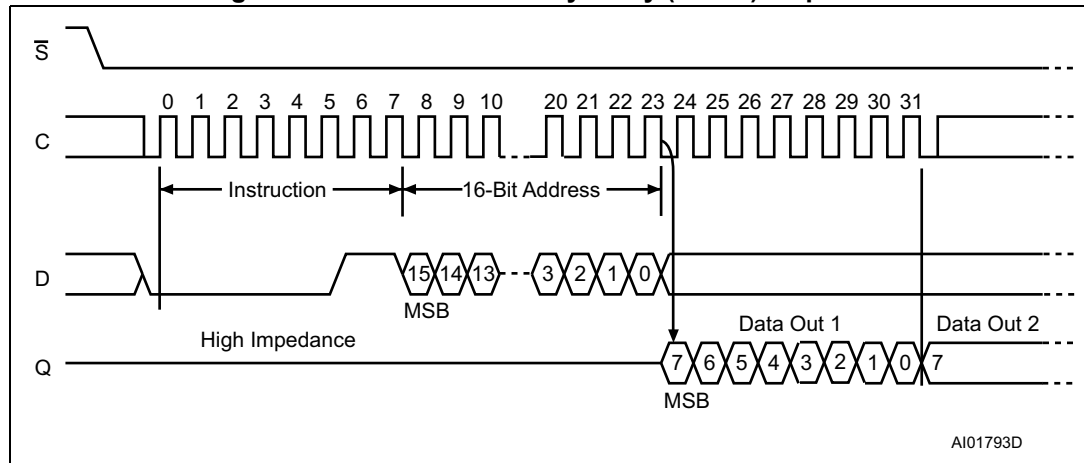 S
0 1 2 3 4 5 6 7 8 9 10 20 21 22 23 24 25 26 27 28 29 30 31
C
Instruction 16-Bit Address
D
15 14 13 3 2 1 0
MSB
High Impedance
Data Out 1 Data Out 2
Q
7 6 5 4 3 2 1 0 7
MSB
AI01793D